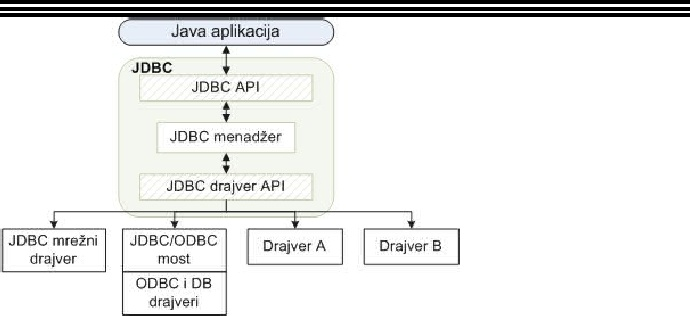 Java aplikacija
JDBC
JDBC API
JDBC menadžer
JDBC drajver API
JDBC mrežni
drajver
JDBC/ODBC
most
ODBC i DB
drajveri
Drajver A
Drajver B